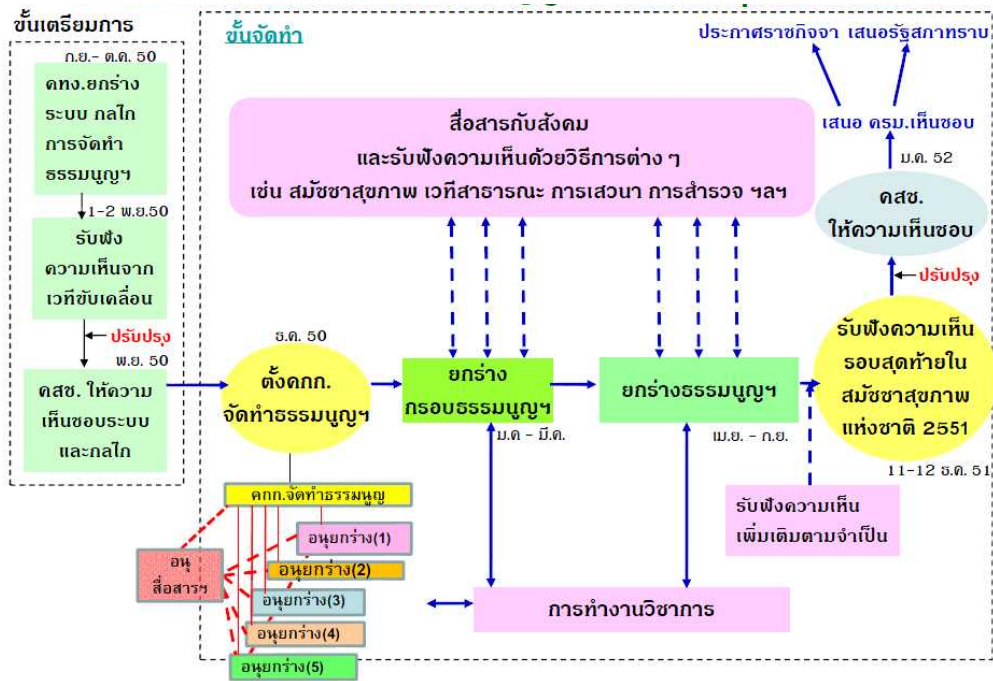 ขั้นเตรียมการ
ก.ย.- ต.ค. 50
คทง.ยกร่าง
ระบบ กลไก
การจัดทำ
ธรรมนูญฯ
1-2 พ.ย.50
รับฟัง
ความเห็นจาก
เวทีขับเคลื่อน
ปรับปรุง
พ.ย. 50
คสช. ให้ความ
เห็นชอบระบบ
และกลไก
ขั้นจัดทำ
ประกาศราชกิจจา เสนอรัฐสภาทราบ
เสนอ ครม.เห็นชอบ
ม.ค. 52
คสช.
ให้ความเห็นชอบ
ปรับปรุง
สื่อสารกับสังคม
และรับฟังความเห็นด้วยวิธีการต่าง ๆ
เช่น สมัชชาสุขภาพ เวทีสาธารณะ การเสวนา การสำรวจ ฯลฯ
ธ.ค. 50
ตั้งคกก.
จัดทำธรรมนูญฯ
ยกร่าง
กรอบธรรมนูญฯ
ม.ค – มี.ค.
ยกร่างธรรมนูญฯ
เม.ย. - ก.ย.
รับฟังความเห็น
รอบสุดท้ายใน
สมัชชาสุขภาพ
แห่งชาติ 2551
11-12 ธ.ค. 51
รับฟังความเห็น
เพิ่มเติมตามจำเป็น
คกก.จัดทำธรรมนูญ
อนุยกร่าง(1)
อนุยกร่าง(2)
อนุยกร่าง(3)
อนุยกร่าง(4)
อนุยกร่าง(5)
อนุ
สื่อสารฯ
การทำงานวิชาการ